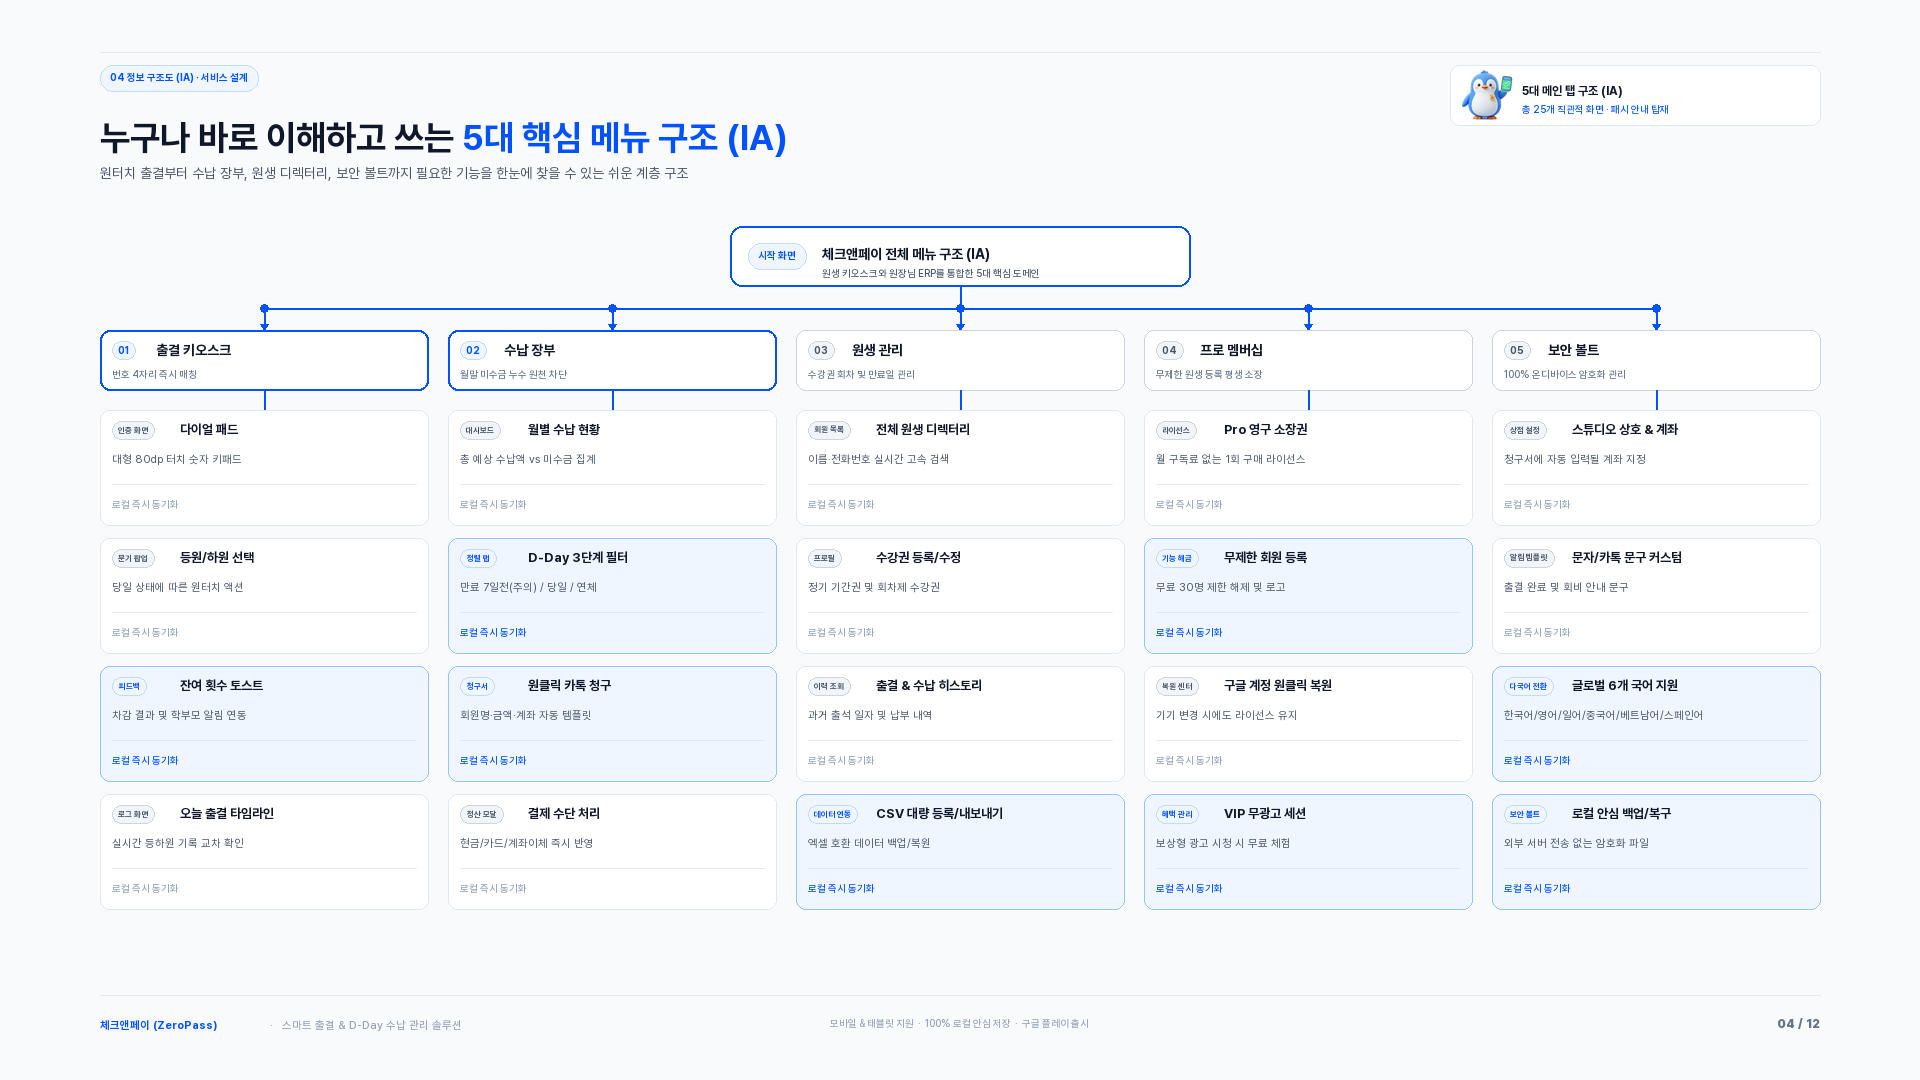 04 정보 구조도 (IA) · 서비스 설계
5대 메인 탭 구조 (IA)
총 25개 직관적 화면 · 패시 안내 탑재
누구나 바로 이해하고 쓰는 5대 핵심 메뉴 구조 (IA)
원터치 출결부터 수납 장부, 원생 디렉터리, 보안 볼트까지 필요한 기능을 한눈에 찾을 수 있는 쉬운 계층 구조
시작 화면
체크앤페이 전체 메뉴 구조 (IA)
원생 키오스크와 원장님 ERP를 통합한 5대 핵심 도메인
01 출결 키오스크
번호 4자리 즉시 매칭
02 수납 장부
월말 미수금 누수 원천 차단
03 원생 관리
수강권 회차 및 만료일 관리
04 프로 멤버십
무제한 원생 등록 평생 소장
05 보안 볼트
100% 온디바이스 암호화 관리
인증 화면 다이얼 패드
대형 80dp 터치 숫자 키패드
로컬 즉시 동기화
대시보드 월별 수납 현황
총 예상 수납액 vs 미수금 집계
로컬 즉시 동기화
회원 목록 전체 원생 디렉터리
이름·전화번호 실시간 고속 검색
로컬 즉시 동기화
라이선스 Pro 영구 소장권
월 구독료 없는 1회 구매 라이선스
로컬 즉시 동기화
상점 설정 스튜디오 상호 & 계좌
청구서에 자동 입력될 계좌 지정
로컬 즉시 동기화
분기 팝업 등원/하원 선택
당일 상태에 따른 원터치 액션
로컬 즉시 동기화
정렬 탭 D-Day 3단계 필터
만료 7일전(주의) / 당일 / 연체
로컬 즉시 동기화
프로필 수강권 등록/수정
정기 기간권 및 회차제 수강권
로컬 즉시 동기화
기능 해금 무제한 회원 등록
무료 30명 제한 해제 및 로고
로컬 즉시 동기화
알림템플릿 문자/카톡 문구 커스텀
출결 완료 및 회비 안내 문구
로컬 즉시 동기화
피드백 잔여 횟수 토스트
차감 결과 및 학부모 알림 연동
로컬 즉시 동기화
청구서 원클릭 카톡 청구
회원명·금액·계좌 자동 템플릿
로컬 즉시 동기화
이력 조회 출결 & 수납 히스토리
과거 출석 일자 및 납부 내역
로컬 즉시 동기화
복원 센터 구글 계정 원클릭 복원
기기 변경 시에도 라이선스 유지
로컬 즉시 동기화
다국어 전환 글로벌 6개 국어 지원
한국어/영어/일어/중국어/베트남어/스페인어
로컬 즉시 동기화
로그 화면 오늘 출결 타임라인
실시간 등하원 기록 교차 확인
로컬 즉시 동기화
정산 모달 결제 수단 처리
현금/카드/계좌이체 즉시 반영
로컬 즉시 동기화
데이터 연동 CSV 대량 등록/내보내기
엑셀 호환 데이터 백업/복원
로컬 즉시 동기화
혜택 관리 VIP 무광고 세션
보상형 광고 시청 시 무료 체험
로컬 즉시 동기화
보안 볼트 로컬 안심 백업/복구
외부 서버 전송 없는 암호화 파일
로컬 즉시 동기화
체크앤페이 (ZeroPass) · 스마트 출결 & D-Day 수납 관리 솔루션
모바일 & 태블릿 지원 · 100% 로컬 안심 저장 · 구글 플레이 출시
04 / 12